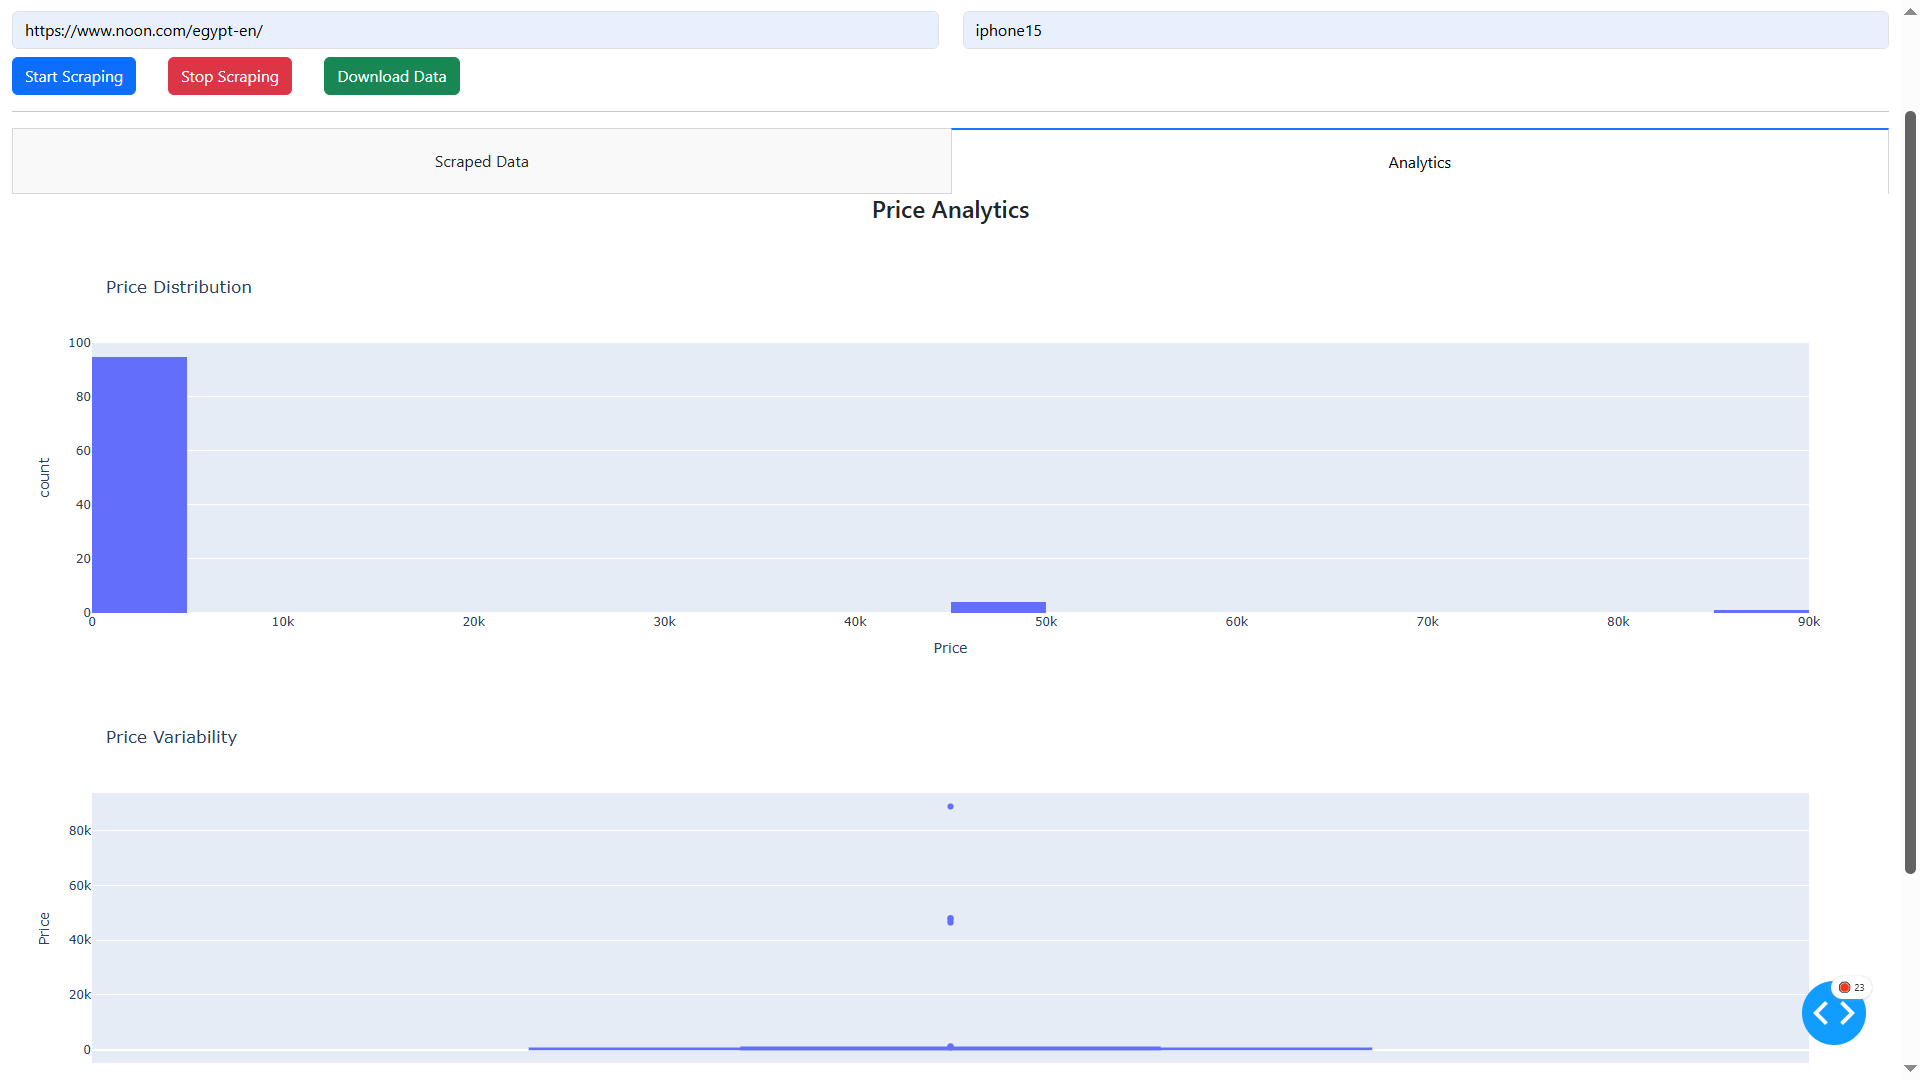 https://www.noon.com/egypt-en/
iphone15
Start Scraping
Stop Scraping
Download Data
Scraped Data
Analytics
Price Analytics
Price Distribution
100
80
60
40
20
0
count
0
10k
20k
30k
40k
50k
60k
70k
80k
90k
Price
Price Variability
80k
60k
40k
20k
0
Price
23